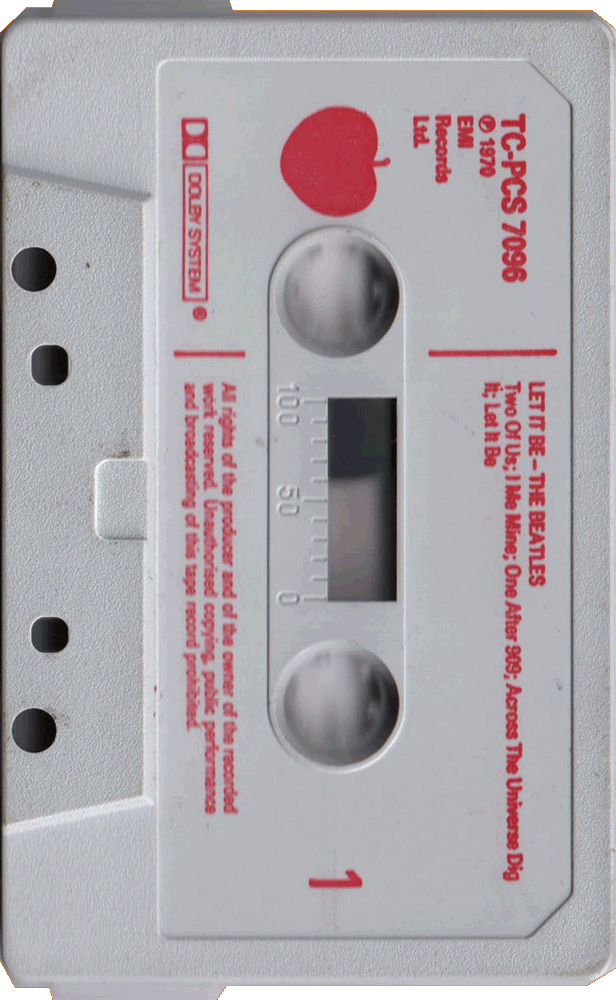 TC-PCS 7096
℗ 1970
EMI
Records
Ltd.
LET IT BE – THE BEATLES
Two Of Us; I Me Mine; One After 909; Across The Universe Dig
It; Let It Be
100 50 0
1
DOLBY SYSTEM ®
All rights of the producer and of the owner of the recorded
work reserved. Unauthorised copying, public performance
and broadcasting of this tape record prohibited.